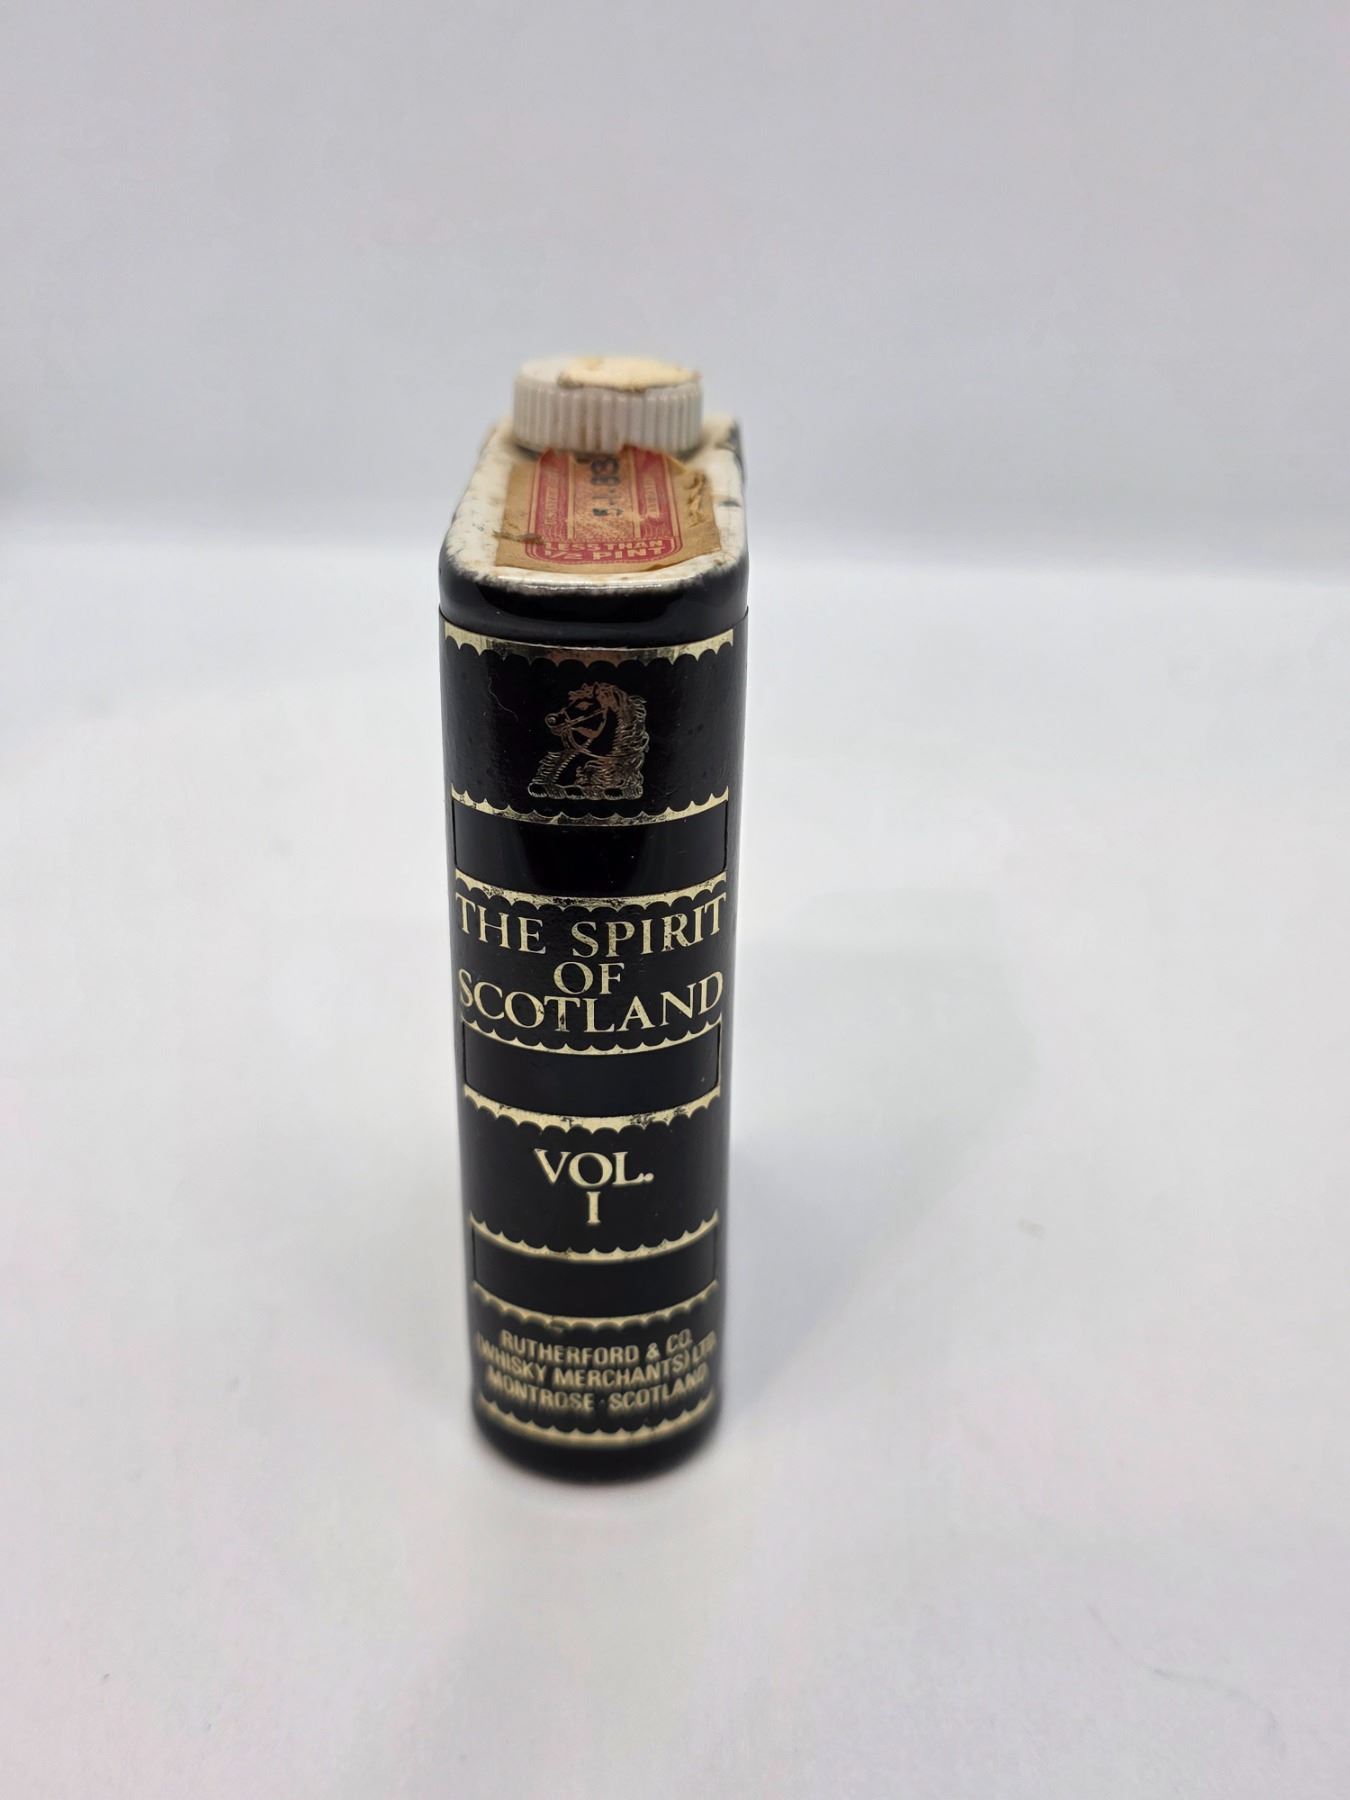 LESS THAN
1/2 PINT
THE SPIRIT
OF
SCOTLAND
VOL.
I
RUTHERFORD & CO.
(WHISKY MERCHANTS) LTD.
MONTROSE · SCOTLAND